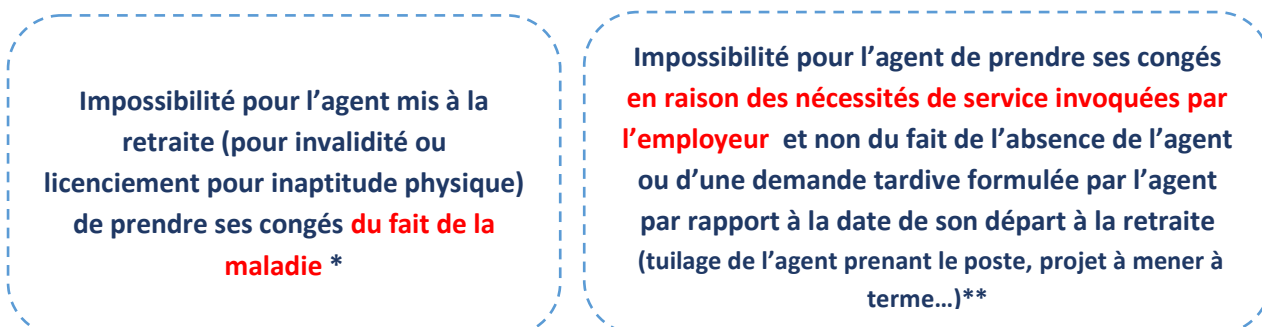 Impossibilité pour l’agent mis à la
retraite (pour invalidité ou
licenciement pour inaptitude physique)
de prendre ses congés du fait de la
maladie *
Impossibilité pour l’agent de prendre ses congés
en raison des nécessités de service invoquées par
l’employeur et non du fait de l’absence de l’agent
ou d’une demande tardive formulée par l’agent
par rapport à la date de son départ à la retraite
(tuilage de l’agent prenant le poste, projet à mener à
terme…)**